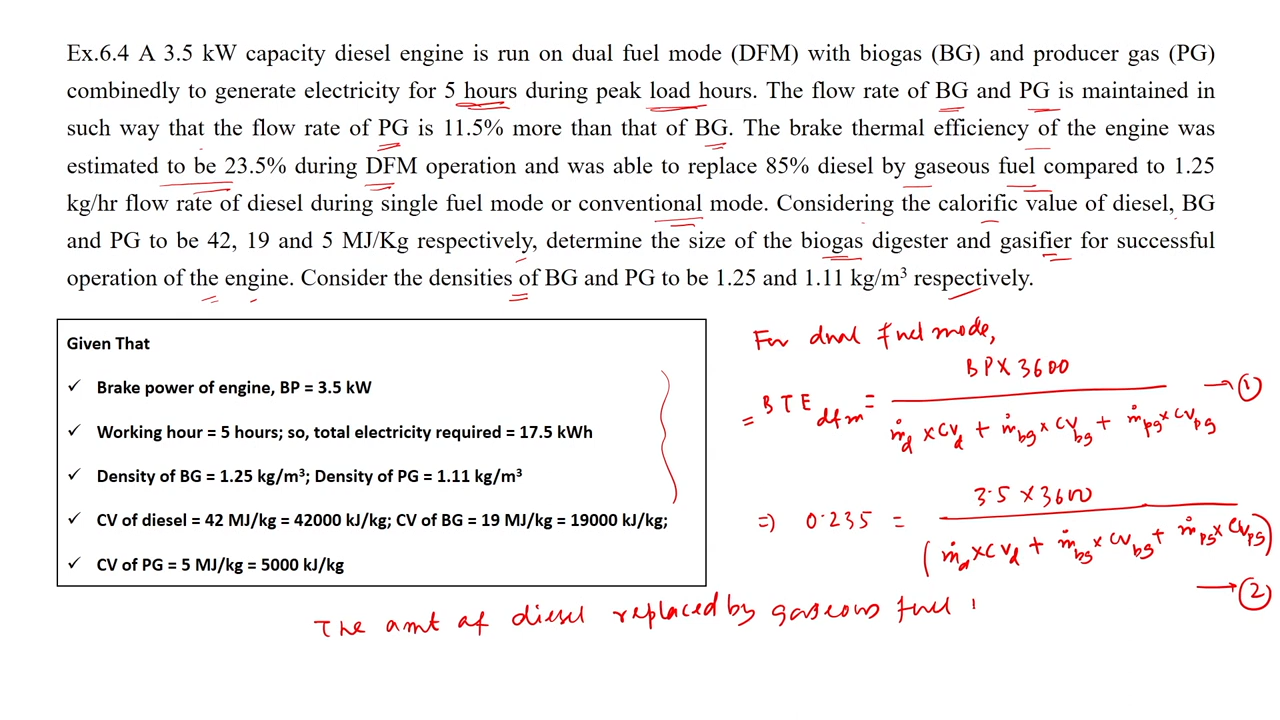 Ex.6.4 A 3.5 kW capacity diesel engine is run on dual fuel mode (DFM) with biogas (BG) and producer gas (PG)
combinedly to generate electricity for 5 hours during peak load hours. The flow rate of BG and PG is maintained in
such way that the flow rate of PG is 11.5% more than that of BG. The brake thermal efficiency of the engine was
estimated to be 23.5% during DFM operation and was able to replace 85% diesel by gaseous fuel compared to 1.25
kg/hr flow rate of diesel during single fuel mode or conventional mode. Considering the calorific value of diesel, BG
and PG to be 42, 19 and 5 MJ/Kg respectively, determine the size of the biogas digester and gasifier for successful
operation of the engine. Consider the densities of BG and PG to be 1.25 and 1.11 kg/m³ respectively.
Given That
✓ Brake power of engine, BP = 3.5 kW
✓ Working hour = 5 hours; so, total electricity required = 17.5 kWh
✓ Density of BG = 1.25 kg/m³; Density of PG = 1.11 kg/m³
✓ CV of diesel = 42 MJ/kg = 42000 kJ/kg; CV of BG = 19 MJ/kg = 19000 kJ/kg;
✓ CV of PG = 5 MJ/kg = 5000 kJ/kg
For dual fuel mode,
BP X 3600
= BTE dfm = → ①
ṁd × CVd + ṁbg × CVbg + ṁpg × CVpg
3.5 × 3600
⇒ 0.235 =
(ṁd × CVd + ṁbg × CVbg + ṁpg × CVpg)
→ ②
The amt of diesel replaced by gaseous fuel